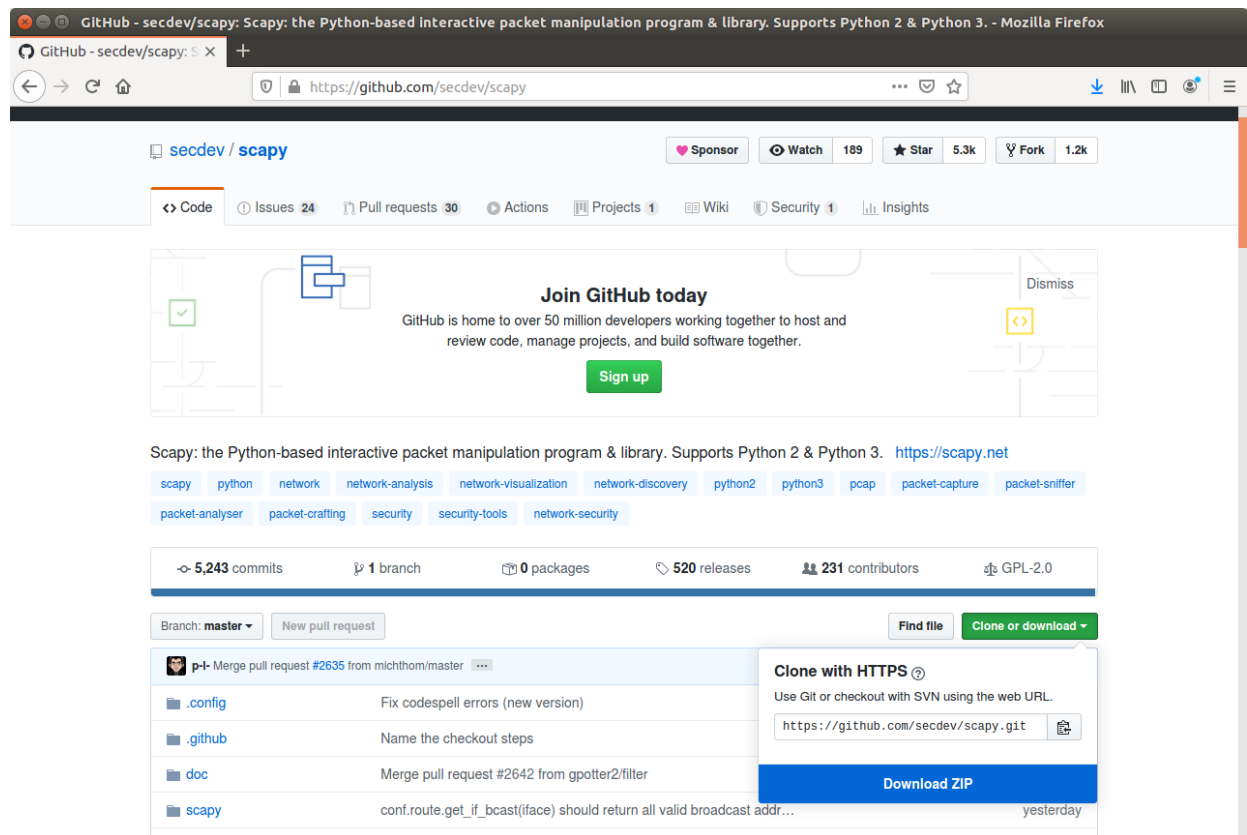 GitHub - secdev/scapy: Scapy: the Python-based interactive packet manipulation program & library. Supports Python 2 & Python 3. - Mozilla Firefox
GitHub - secdev/scapy: S
https://github.com/secdev/scapy
secdev / scapy
Sponsor Watch 189 Star 5.3k Fork 1.2k
Code Issues 24 Pull requests 30 Actions Projects 1 Wiki Security 1 Insights
Dismiss
Join GitHub today
GitHub is home to over 50 million developers working together to host and
review code, manage projects, and build software together.
Sign up
Scapy: the Python-based interactive packet manipulation program & library. Supports Python 2 & Python 3. https://scapy.net
scapy python network network-analysis network-visualization network-discovery python2 python3 pcap packet-capture packet-sniffer
packet-analyser packet-crafting security security-tools network-security
5,243 commits 1 branch 0 packages 520 releases 231 contributors GPL-2.0
Branch: master New pull request Find file Clone or download
p-l- Merge pull request #2635 from michthom/master ...
Clone with HTTPS
Use Git or checkout with SVN using the web URL.
https://github.com/secdev/scapy.git
Download ZIP
.config Fix codespell errors (new version)
.github Name the checkout steps
doc Merge pull request #2642 from gpotter2/filter
scapy conf.route.get_if_bcast(iface) should return all valid broadcast addr… yesterday